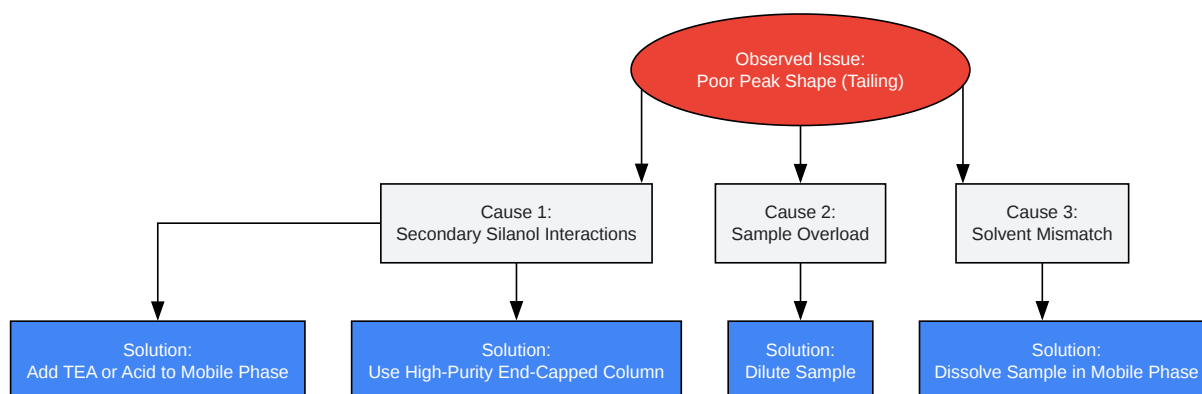 Observed Issue:
Poor Peak Shape (Tailing)
Cause 1:
Secondary Silanol Interactions
Cause 2:
Sample Overload
Cause 3:
Solvent Mismatch
Solution:
Add TEA or Acid to Mobile Phase
Solution:
Use High-Purity End-Capped Column
Solution:
Dilute Sample
Solution:
Dissolve Sample in Mobile Phase